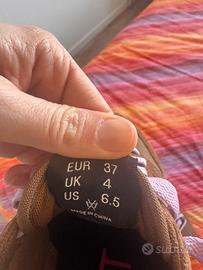 EUR 37
UK 4
US 6.5
MADE IN CHINA
subito